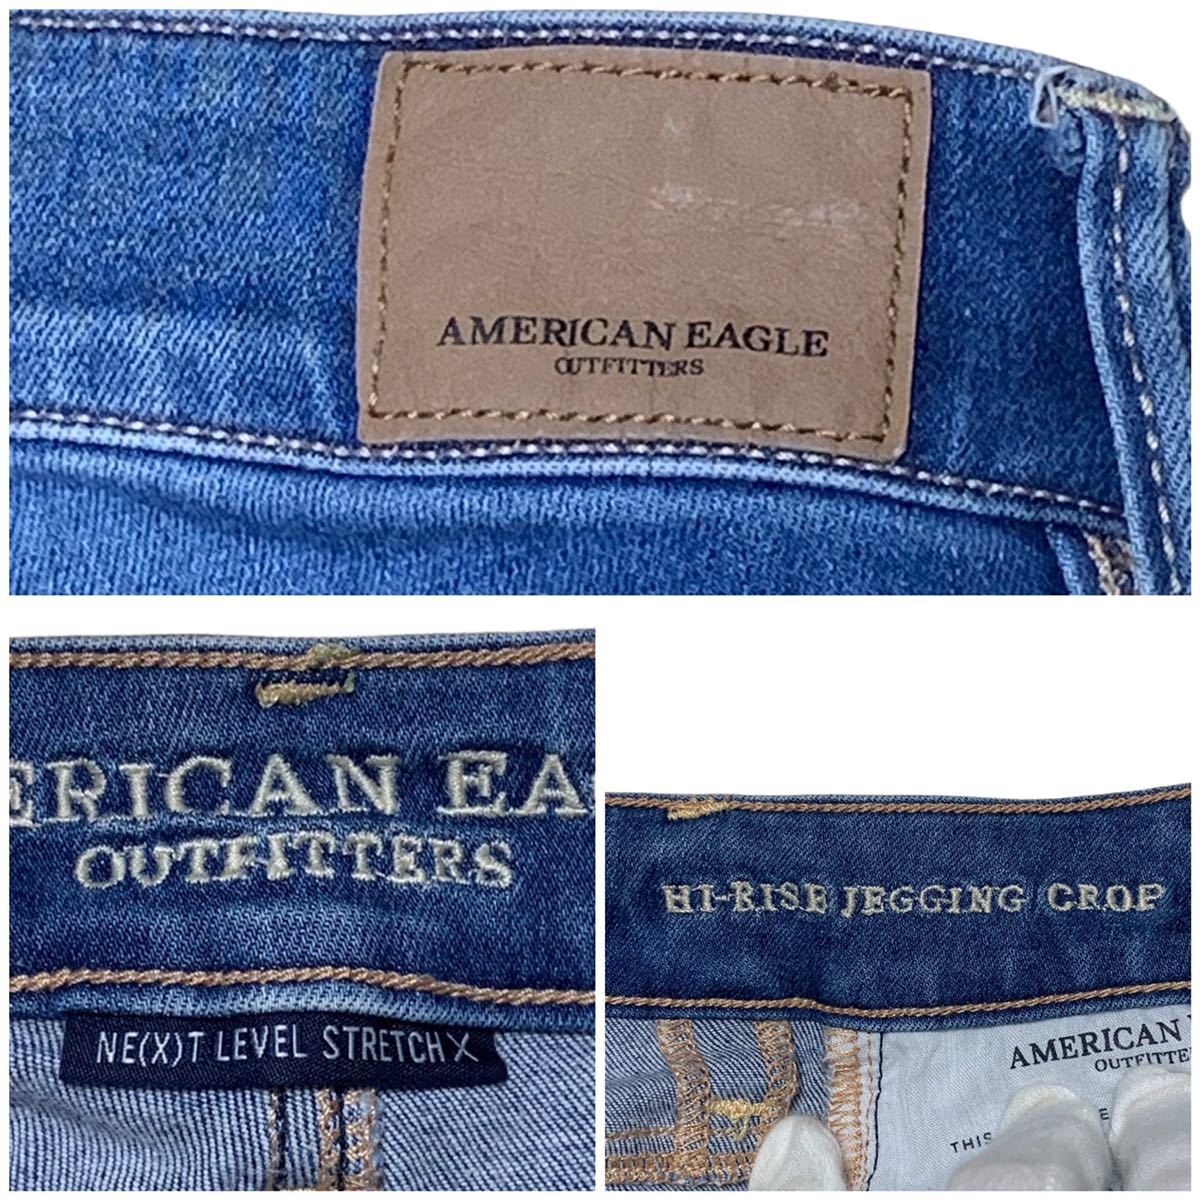 AMERICAN EAGLE
OUTFITTERS
ERICAN EA
OUTFITTERS
NE(X)T LEVEL STRETCH X
HI-RISE JEGGING CROP
AMERICAN
OUTFITTE
THIS